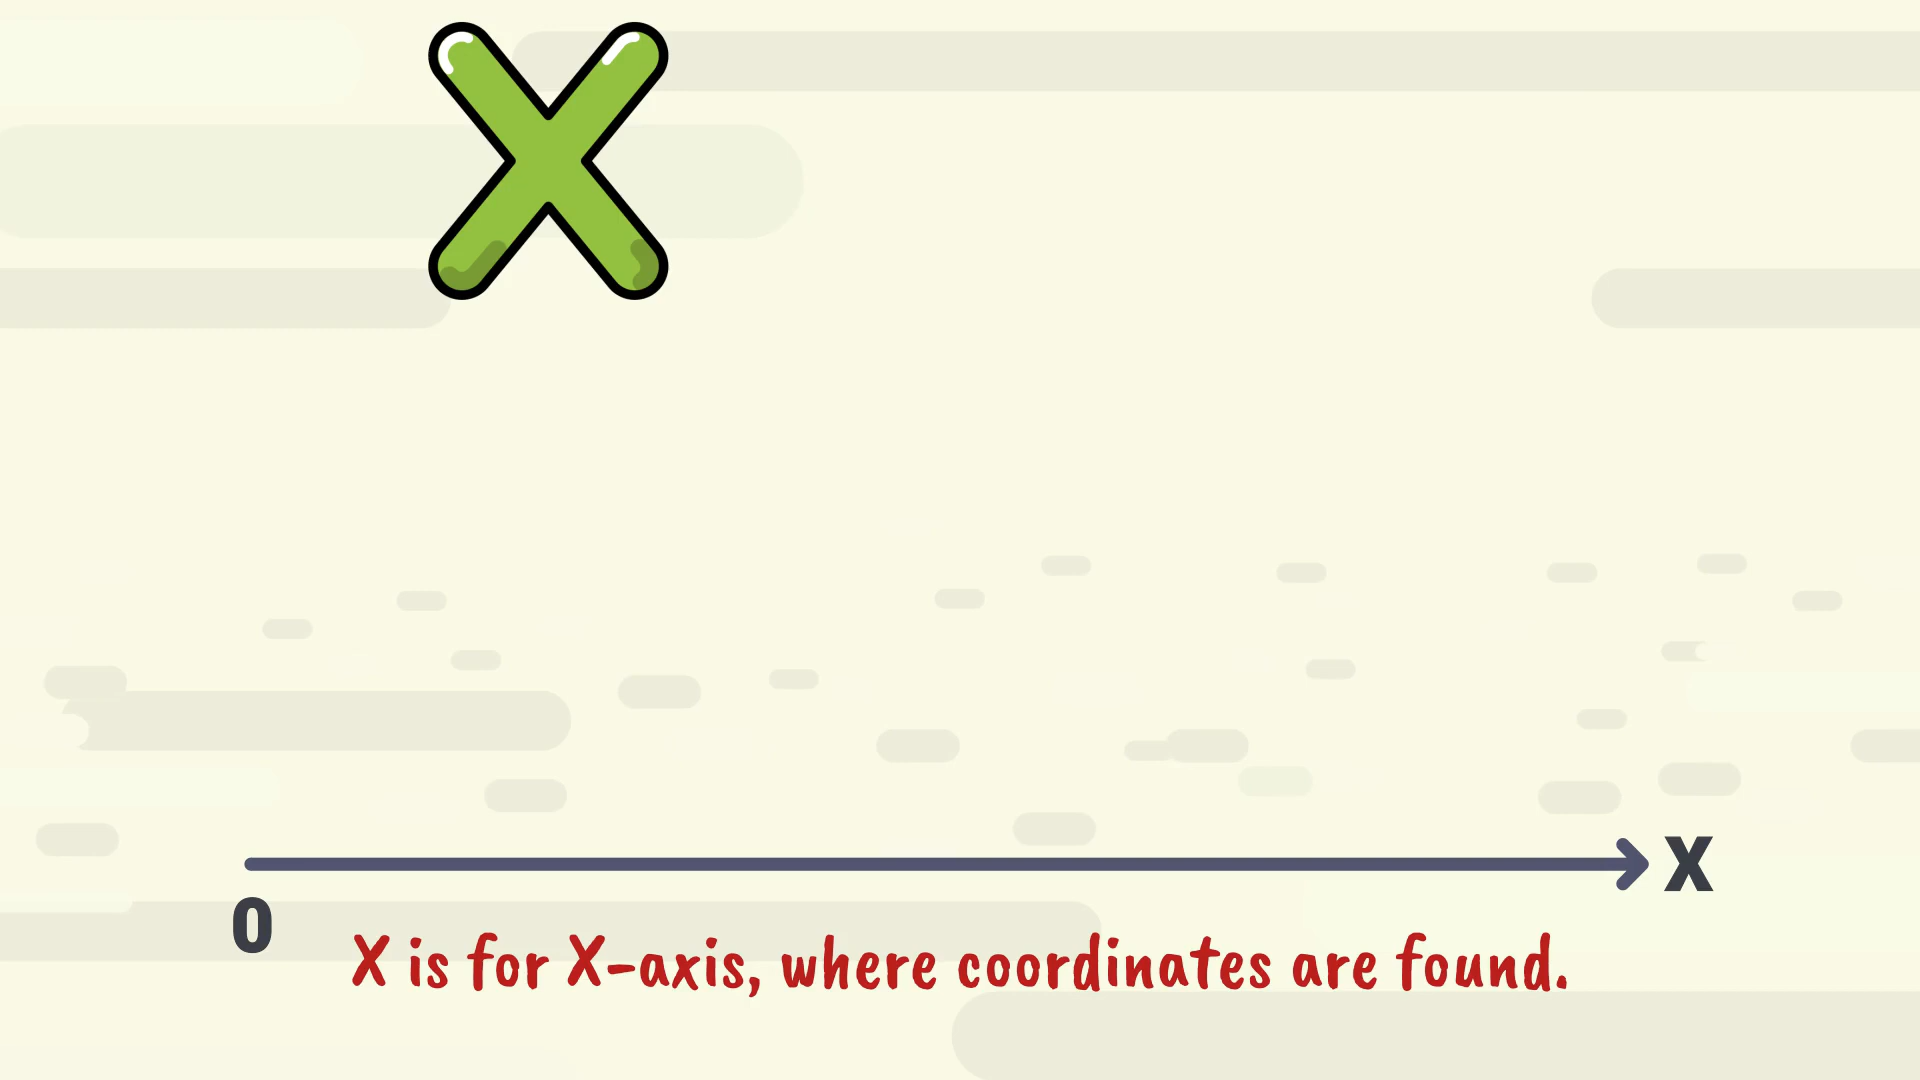 X
X
0
X is for X-axis, where coordinates are found.